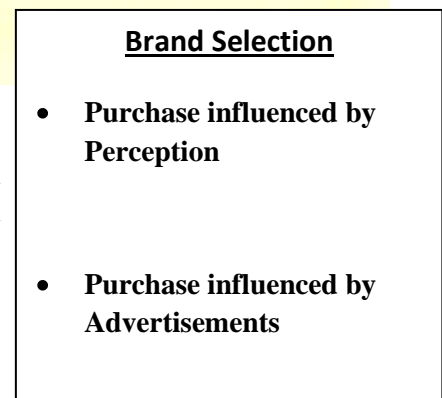 Brand Selection
• Purchase influenced by
Perception
• Purchase influenced by
Advertisements